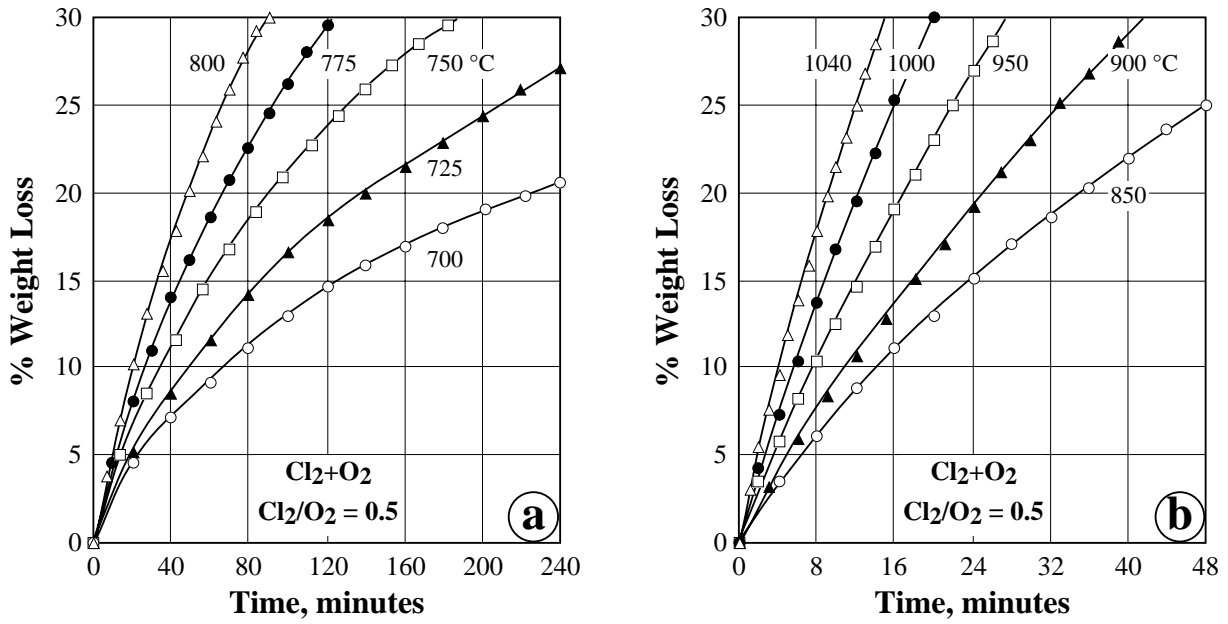 30
25
20
15
10
5
0
% Weight Loss
800
775
750 °C
725
700
Cl2+O2
Cl2/O2 = 0.5
a
0 40 80 120 160 200 240
Time, minutes
30
25
20
15
10
5
0
% Weight Loss
1040
1000
950
900 °C
850
Cl2+O2
Cl2/O2 = 0.5
b
0 8 16 24 32 40 48
Time, minutes